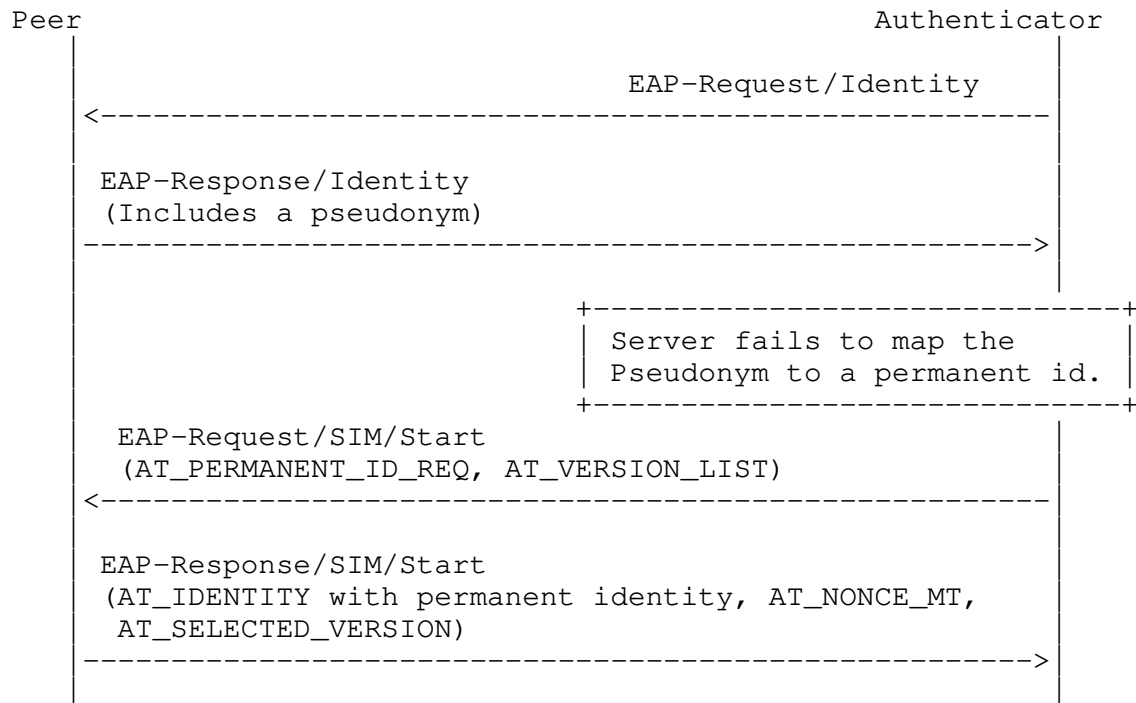 Peer Authenticator
EAP-Request/Identity
EAP-Response/Identity
(Includes a pseudonym)
Server fails to map the
Pseudonym to a permanent id.
EAP-Request/SIM/Start
(AT_PERMANENT_ID_REQ, AT_VERSION_LIST)
EAP-Response/SIM/Start
(AT_IDENTITY with permanent identity, AT_NONCE_MT,
AT_SELECTED_VERSION)